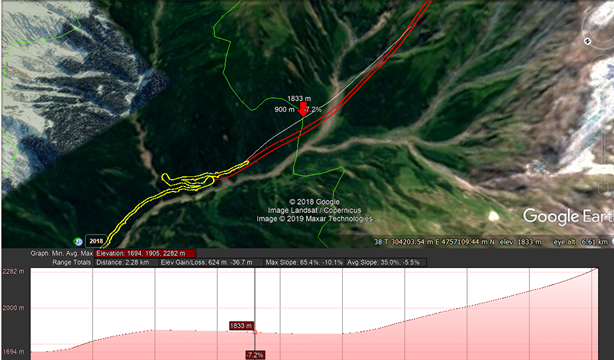 1833 m
900 m -7.2%
© 2018 Google
Image Landsat / Copernicus
Image © 2019 Maxar Technologies
Google Earth
2018
38 T 304203.54 m E 4757109.44 m N elev 1833 m eye alt 6.61 k
Graph: Min, Avg, Max Elevation: 1694, 1905, 2282 m
Range Totals Distance: 2.28 km Elev Gain/Loss: 624 m, -36.7 m Max Slope: 65.4%, -10.1% Avg Slope: 35.0%, -5.5%
2282 m
2000 m
1833 m
1694 m
-7.2%